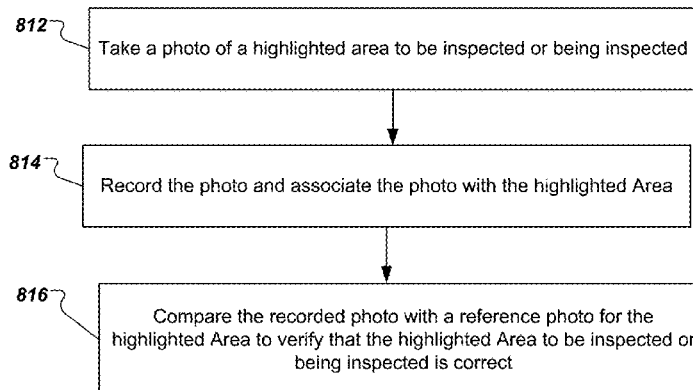 812
Take a photo of a highlighted area to be inspected or being inspected
814
Record the photo and associate the photo with the highlighted Area
816
Compare the recorded photo with a reference photo for the
highlighted Area to verify that the highlighted Area to be inspected or
being inspected is correct